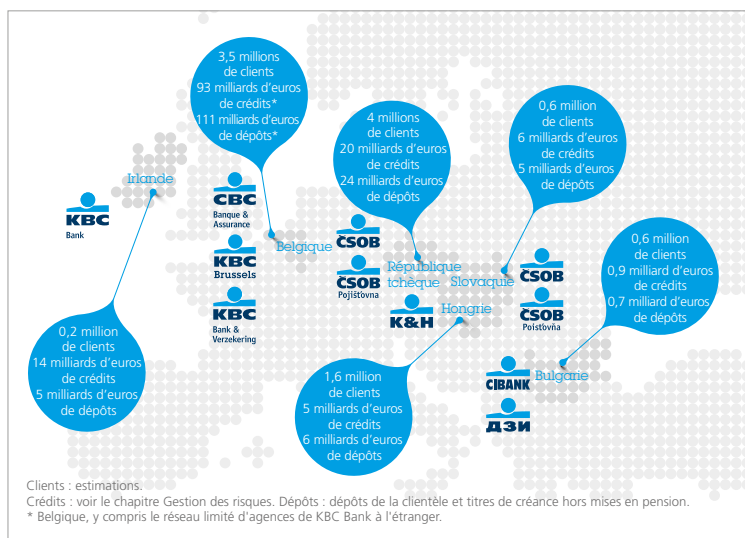 3,5 millions
de clients
93 milliards d'euros
de crédits*
111 milliards d'euros
de dépôts*
4 millions
de clients
20 milliards d'euros
de crédits
24 milliards d'euros
de dépôts
0,6 million
de clients
6 milliards d'euros
de crédits
5 milliards d'euros
de dépôts
Irlande
KBC
Bank
CBC
Banque &
Assurance
KBC
Brussels
KBC
Bank &
Verzekering
Belgique
ČSOB
ČSOB
Pojišťovna
République
tchèque
Slovaquie
ČSOB
ČSOB
Poisťovňa
K&H
Hongrie
0,6 million
de clients
0,9 milliard d'euros
de crédits
0,7 milliard d'euros
de dépôts
0,2 million
de clients
14 milliards d'euros
de crédits
5 milliards d'euros
de dépôts
1,6 million
de clients
5 milliards d'euros
de crédits
6 milliards d'euros
de dépôts
CIBANK
Bulgarie
ДЗИ
Clients : estimations.
Crédits : voir le chapitre Gestion des risques. Dépôts : dépôts de la clientèle et titres de créance hors mises en pension.
* Belgique, y compris le réseau limité d'agences de KBC Bank à l'étranger.